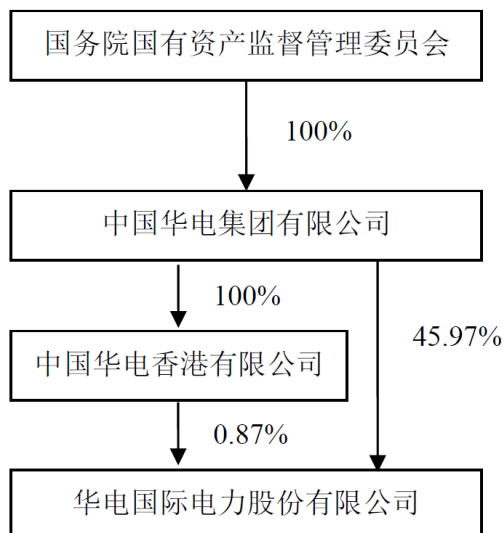 国务院国有资产监督管理委员会
100%
中国华电集团有限公司
100%
45.97%
中国华电香港有限公司
0.87%
华电国际电力股份有限公司